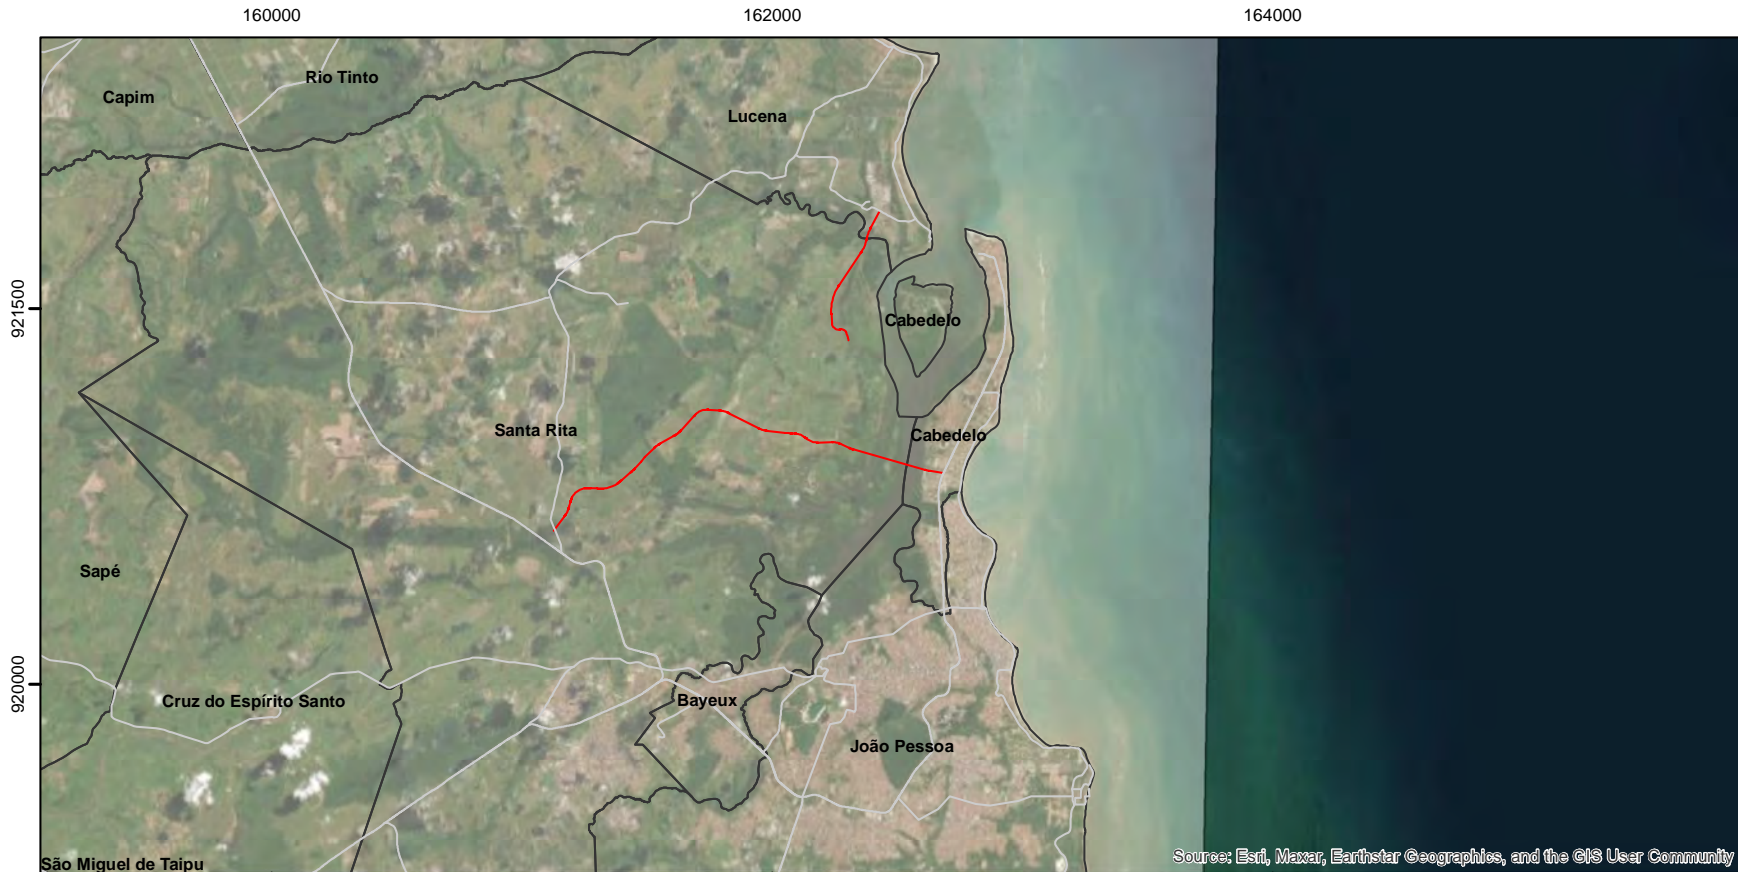 160000
162000
164000
Rio Tinto
Capim
Lucena
921500
Cabedelo
Santa Rita
Cabedelo
Sapé
920000
Cruz do Espírito Santo
Bayeux
João Pessoa
São Miguel de Taipu
Source: Esri, Maxar, Earthstar Geographics, and the GIS User Community